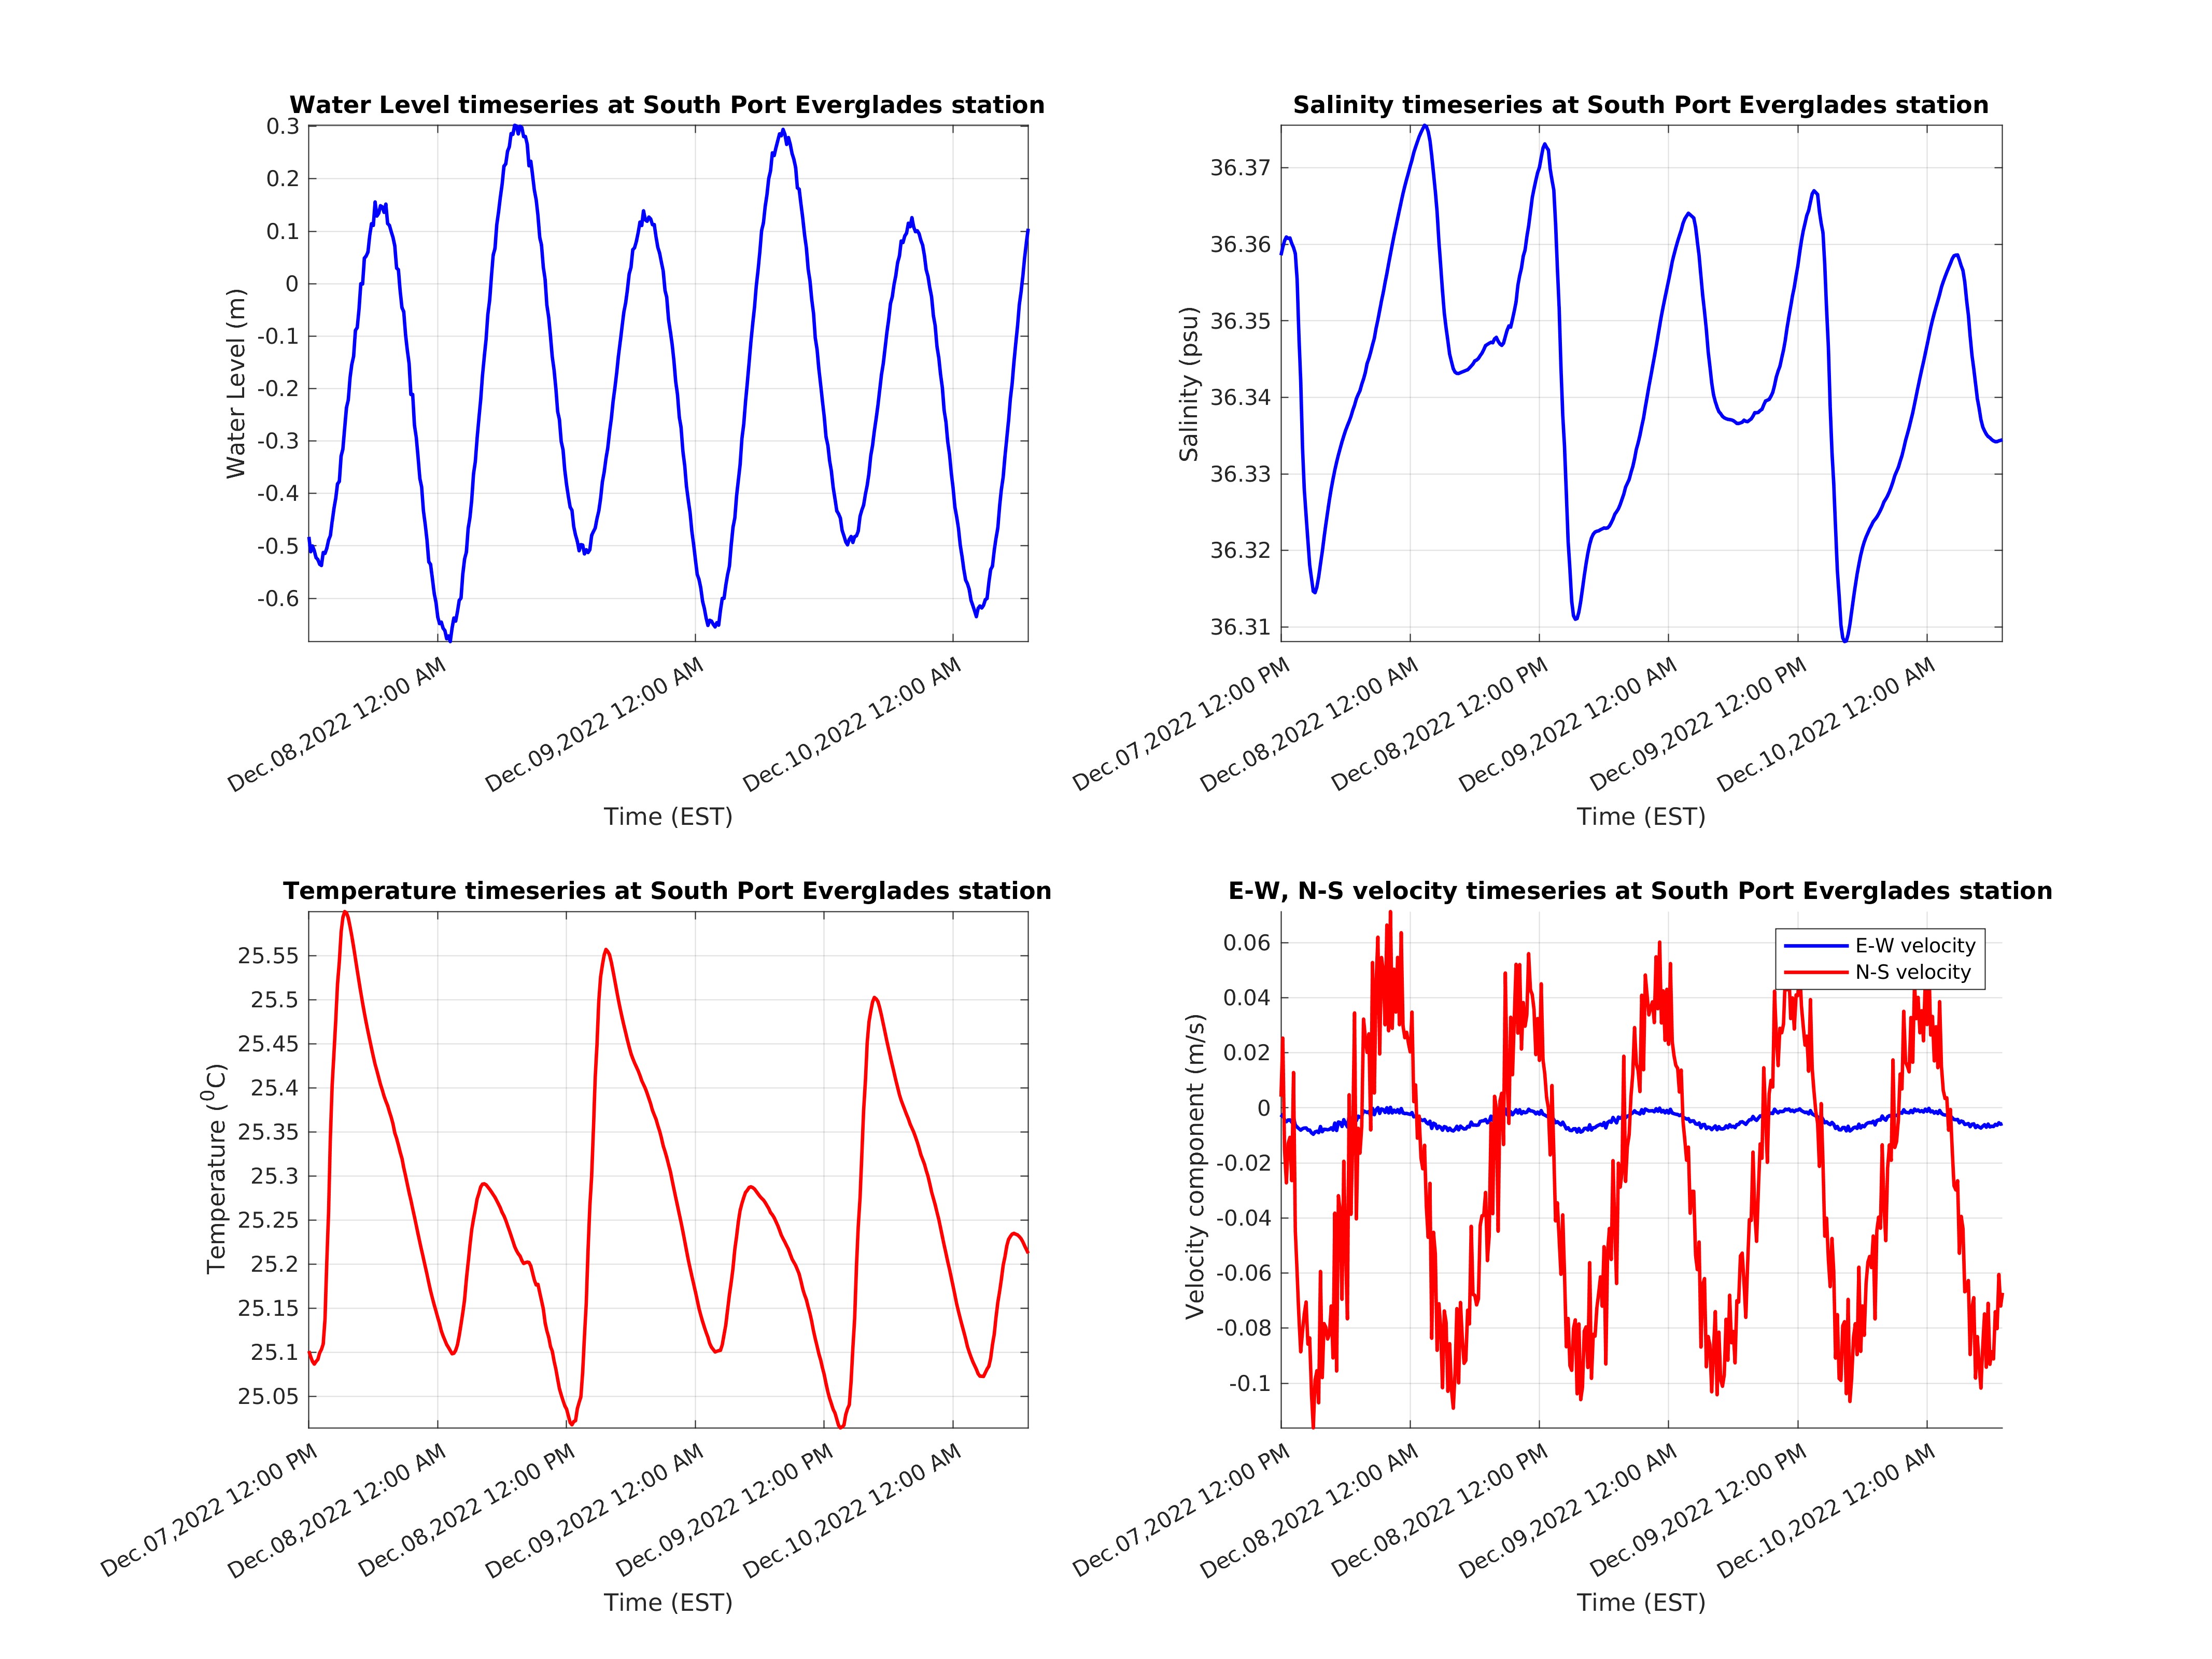 Water Level timeseries at South Port Everglades station
0.3
0.2
0.1
0
-0.1
-0.2
-0.3
-0.4
-0.5
-0.6
Water Level (m)
Dec.08,2022 12:00 AM
Dec.09,2022 12:00 AM
Dec.10,2022 12:00 AM
Time (EST)
Salinity timeseries at South Port Everglades station
36.37
36.36
36.35
36.34
36.33
36.32
36.31
Salinity (psu)
Dec.07,2022 12:00 PM
Dec.08,2022 12:00 AM
Dec.08,2022 12:00 PM
Dec.09,2022 12:00 AM
Dec.09,2022 12:00 PM
Dec.10,2022 12:00 AM
Time (EST)
Temperature timeseries at South Port Everglades station
25.55
25.5
25.45
25.4
25.35
25.3
25.25
25.2
25.15
25.1
25.05
Temperature (⁰C)
Dec.07,2022 12:00 PM
Dec.08,2022 12:00 AM
Dec.08,2022 12:00 PM
Dec.09,2022 12:00 AM
Dec.09,2022 12:00 PM
Dec.10,2022 12:00 AM
Time (EST)
E-W, N-S velocity timeseries at South Port Everglades station
0.06
0.04
0.02
0
-0.02
-0.04
-0.06
-0.08
-0.1
Velocity component (m/s)
E-W velocity
N-S velocity
Dec.07,2022 12:00 PM
Dec.08,2022 12:00 AM
Dec.08,2022 12:00 PM
Dec.09,2022 12:00 AM
Dec.09,2022 12:00 PM
Dec.10,2022 12:00 AM
Time (EST)